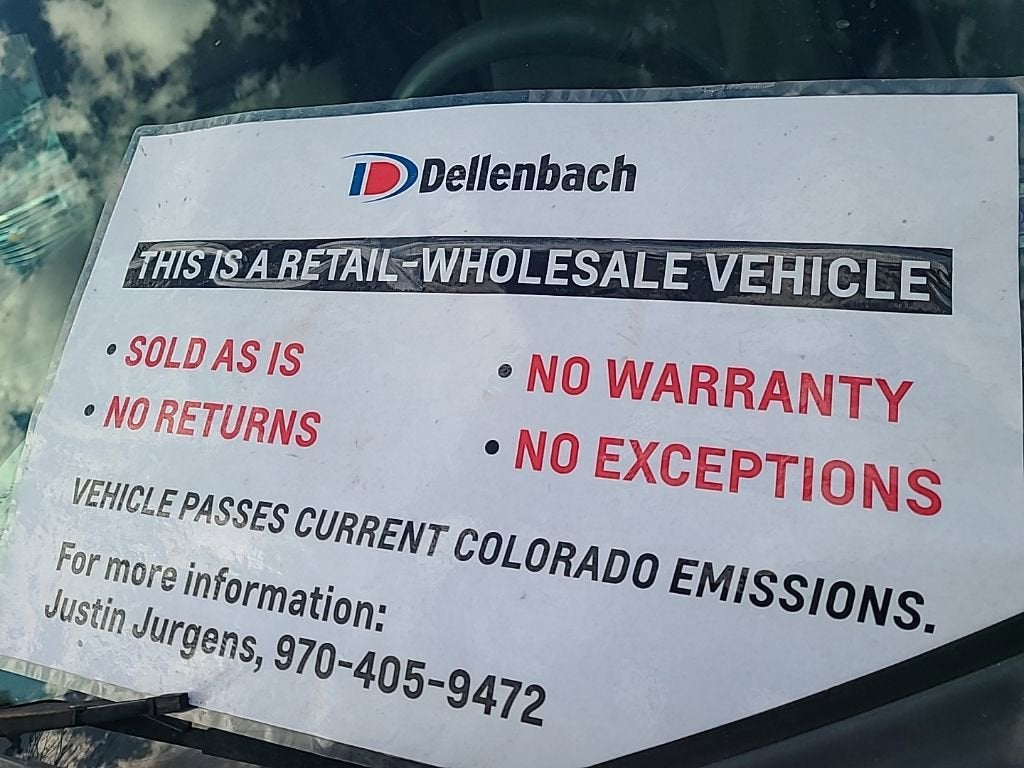 Dellenbach
THIS IS A RETAIL-WHOLESALE VEHICLE
• SOLD AS IS
• NO RETURNS
• NO WARRANTY
• NO EXCEPTIONS
VEHICLE PASSES CURRENT COLORADO EMISSIONS.
For more information:
Justin Jurgens, 970-405-9472